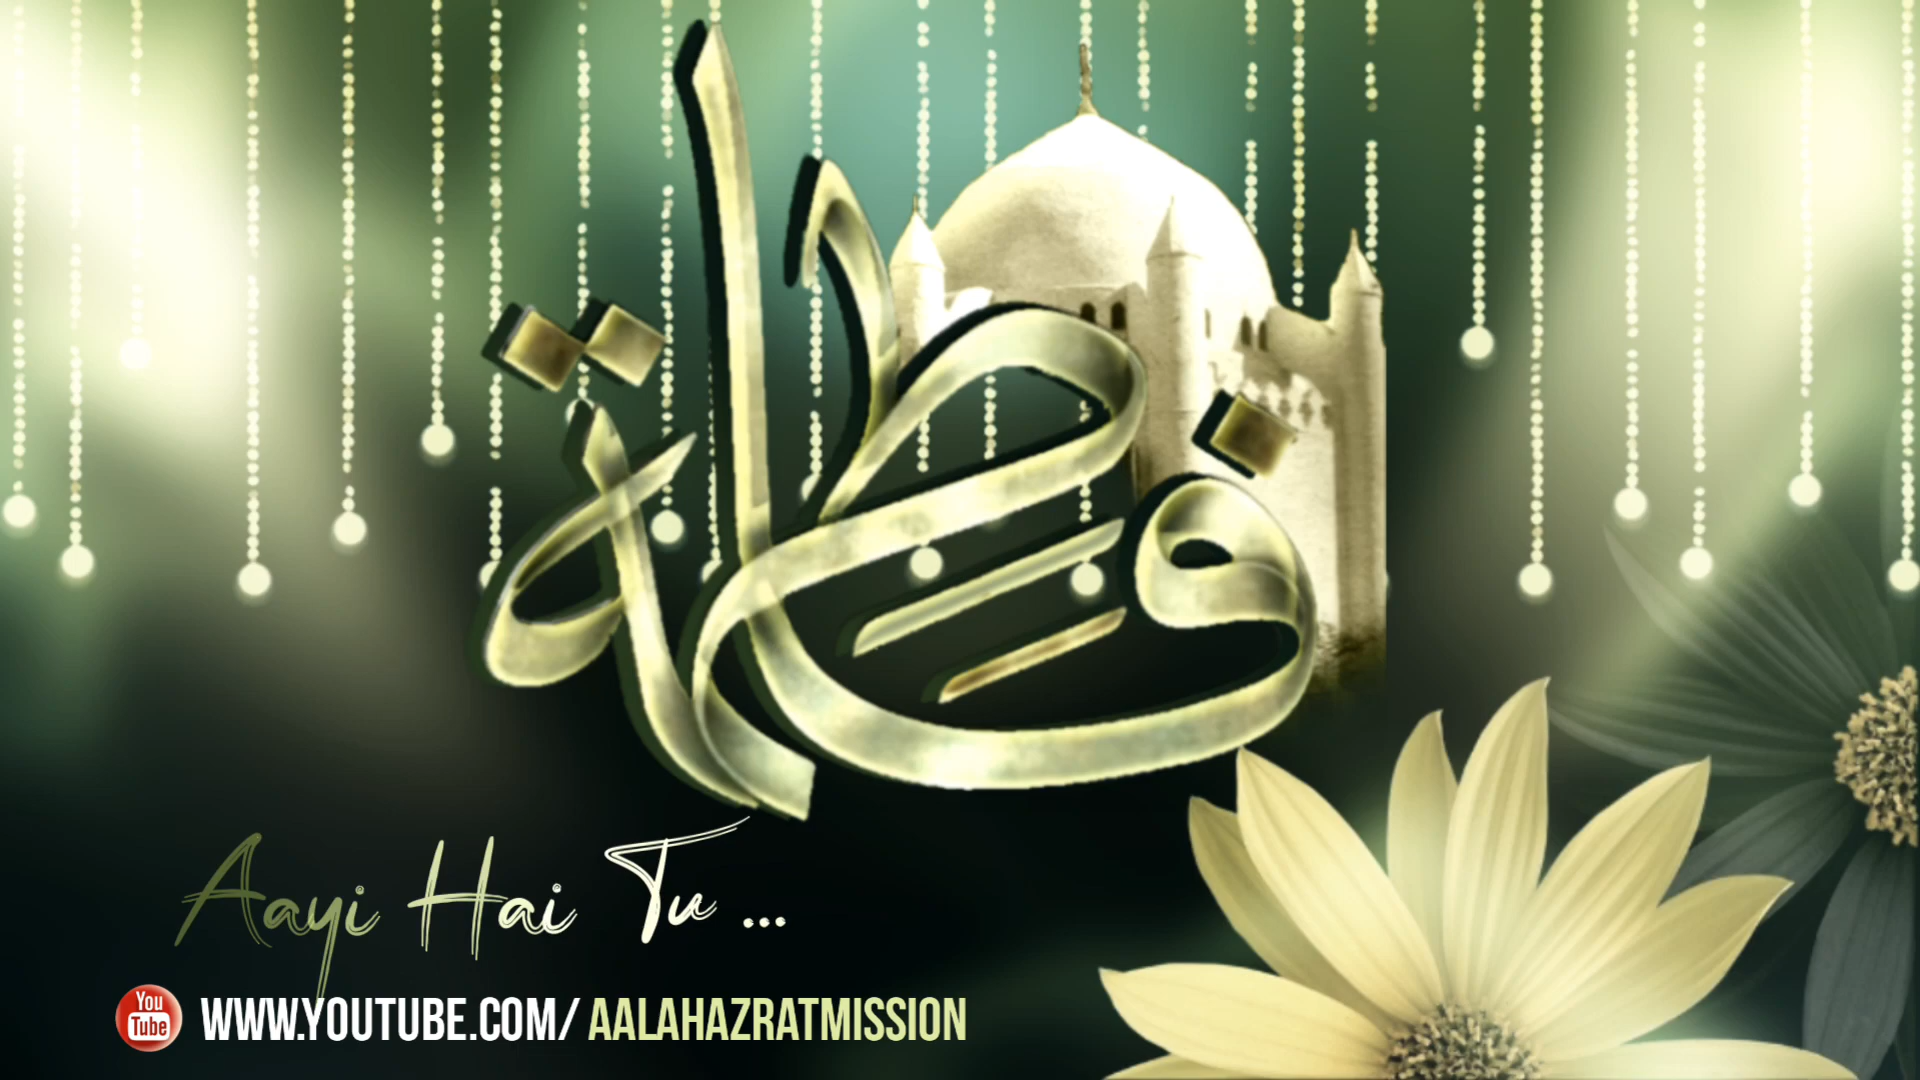 فاطمة
Aayi Hai Tu ...
You
Tube
WWW.YOUTUBE.COM/ AALAHAZRATMISSION